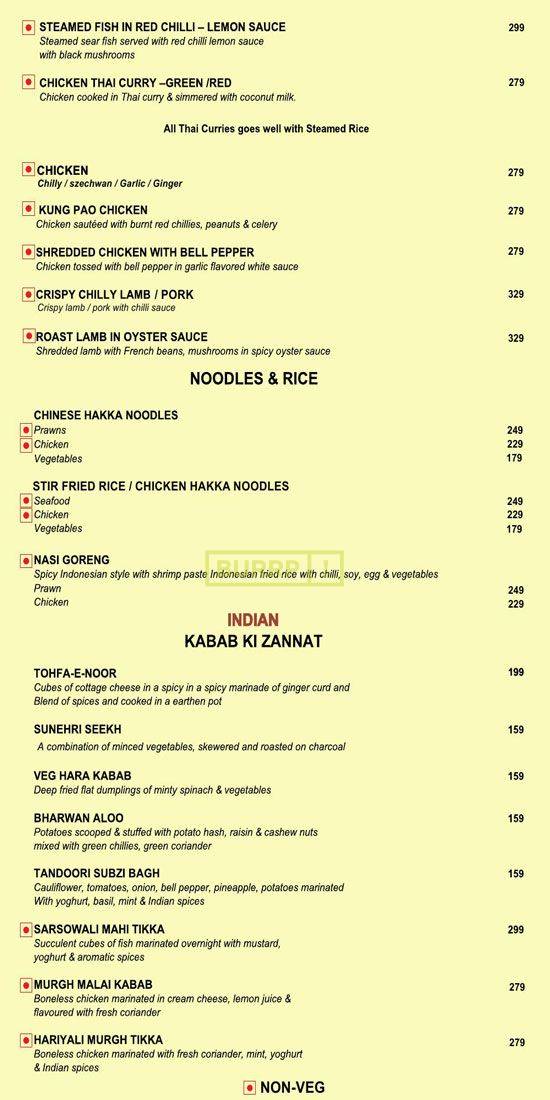 STEAMED FISH IN RED CHILLI – LEMON SAUCE 299
Steamed sear fish served with red chilli lemon sauce
with black mushrooms
CHICKEN THAI CURRY –GREEN /RED 279
Chicken cooked in Thai curry & simmered with coconut milk.
All Thai Curries goes well with Steamed Rice
CHICKEN 279
Chilly / szechwan / Garlic / Ginger
KUNG PAO CHICKEN 279
Chicken sautéed with burnt red chillies, peanuts & celery
SHREDDED CHICKEN WITH BELL PEPPER 279
Chicken tossed with bell pepper in garlic flavored white sauce
CRISPY CHILLY LAMB / PORK 329
Crispy lamb / pork with chilli sauce
ROAST LAMB IN OYSTER SAUCE 329
Shredded lamb with French beans, mushrooms in spicy oyster sauce
NOODLES & RICE
CHINESE HAKKA NOODLES
Prawns 249
Chicken 229
Vegetables 179
STIR FRIED RICE / CHICKEN HAKKA NOODLES
Seafood 249
Chicken 229
Vegetables 179
NASI GORENG
BURRP !
Spicy Indonesian style with shrimp paste Indonesian fried rice with chilli, soy, egg & vegetables
Prawn 249
Chicken 229
INDIAN
KABAB KI ZANNAT
TOHFA-E-NOOR 199
Cubes of cottage cheese in a spicy in a spicy marinade of ginger curd and
Blend of spices and cooked in a earthen pot
SUNEHRI SEEKH 159
A combination of minced vegetables, skewered and roasted on charcoal
VEG HARA KABAB 159
Deep fried flat dumplings of minty spinach & vegetables
BHARWAN ALOO 159
Potatoes scooped & stuffed with potato hash, raisin & cashew nuts
mixed with green chillies, green coriander
TANDOORI SUBZI BAGH 159
Cauliflower, tomatoes, onion, bell pepper, pineapple, potatoes marinated
With yoghurt, basil, mint & Indian spices
SARSOWALI MAHI TIKKA 299
Succulent cubes of fish marinated overnight with mustard,
yoghurt & aromatic spices
MURGH MALAI KABAB 279
Boneless chicken marinated in cream cheese, lemon juice &
flavoured with fresh coriander
HARIYALI MURGH TIKKA 279
Boneless chicken marinated with fresh coriander, mint, yoghurt
& Indian spices
NON-VEG